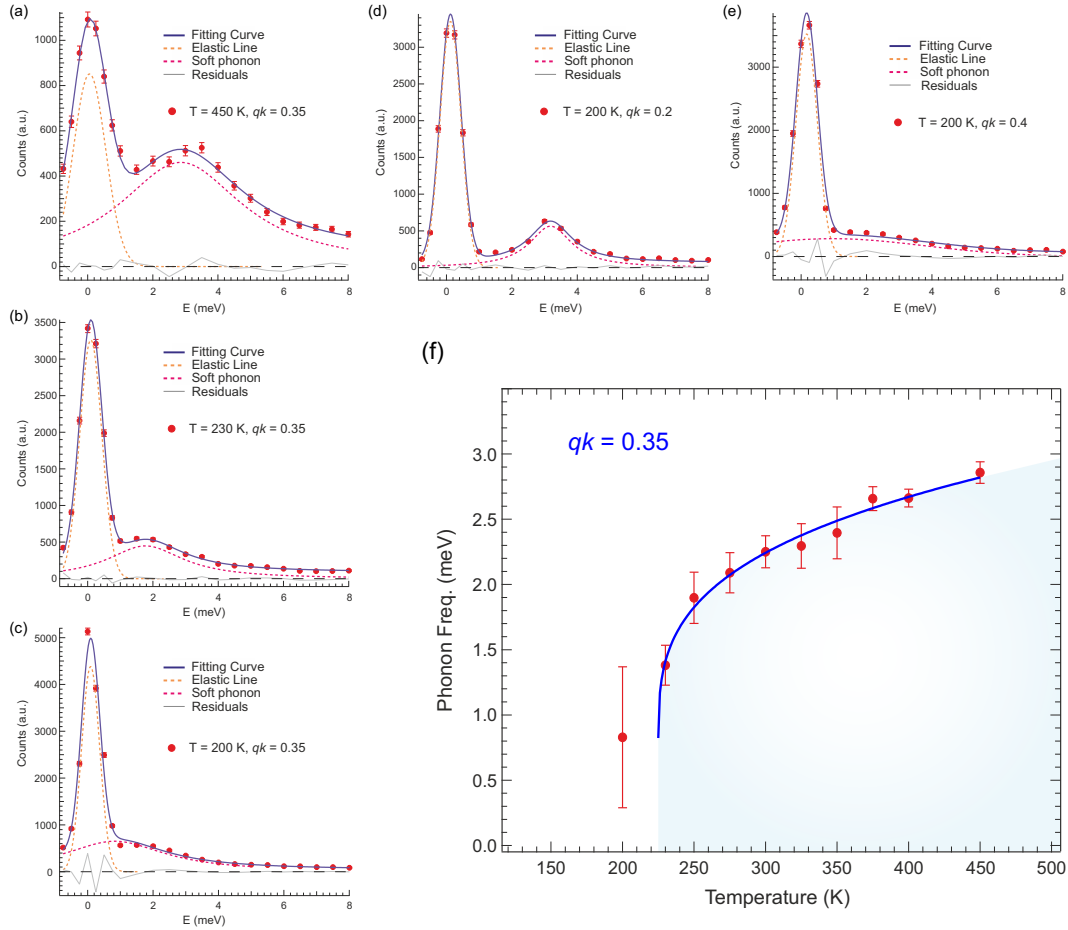 (a)
Counts (a.u.)
1000
800
600
400
200
0
Fitting Curve
Elastic Line
Soft phonon
Residuals
T = 450 K, qk = 0.35
0 2 4 6 8
E (meV)
(d)
Counts (a.u.)
3000
2500
2000
1500
1000
500
0
Fitting Curve
Elastic Line
Soft phonon
Residuals
T = 200 K, qk = 0.2
0 2 4 6 8
E (meV)
(e)
Counts (a.u.)
3000
2000
1000
0
Fitting Curve
Elastic Line
Soft phonon
Residuals
T = 200 K, qk = 0.4
0 2 4 6 8
E (meV)
(b)
Counts (a.u.)
3500
3000
2500
2000
1500
1000
500
0
Fitting Curve
Elastic Line
Soft phonon
Residuals
T = 230 K, qk = 0.35
0 2 4 6 8
E (meV)
(c)
Counts (a.u.)
5000
4000
3000
2000
1000
0
Fitting Curve
Elastic Line
Soft phonon
Residuals
T = 200 K, qk = 0.35
0 2 4 6 8
E (meV)
(f)
qk = 0.35
Phonon Freq. (meV)
3.0
2.5
2.0
1.6
1.0
0.5
0.0
150 200 250 300 350 400 450 500
Temperature (K)